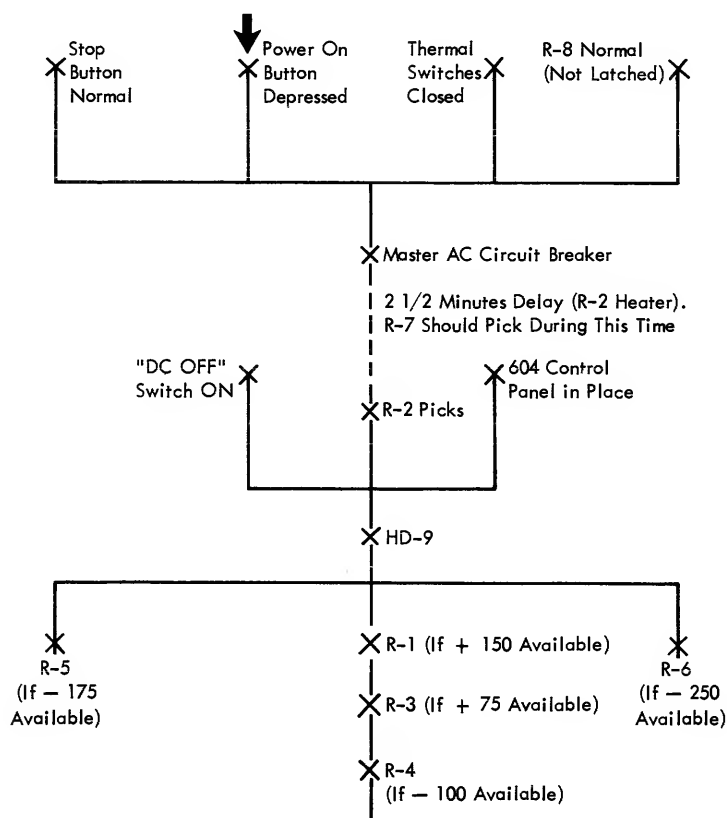 Stop
Button
Normal
Power On
Button
Depressed
Thermal
Switches
Closed
R-8 Normal
(Not Latched)
Master AC Circuit Breaker
2 1/2 Minutes Delay (R-2 Heater).
R-7 Should Pick During This Time
"DC OFF"
Switch ON
604 Control
Panel in Place
R-2 Picks
HD-9
R-5
(If – 175
Available)
R-1 (If + 150 Available)
R-3 (If + 75 Available)
R-4
(If – 100 Available)
R-6
(If – 250
Available)